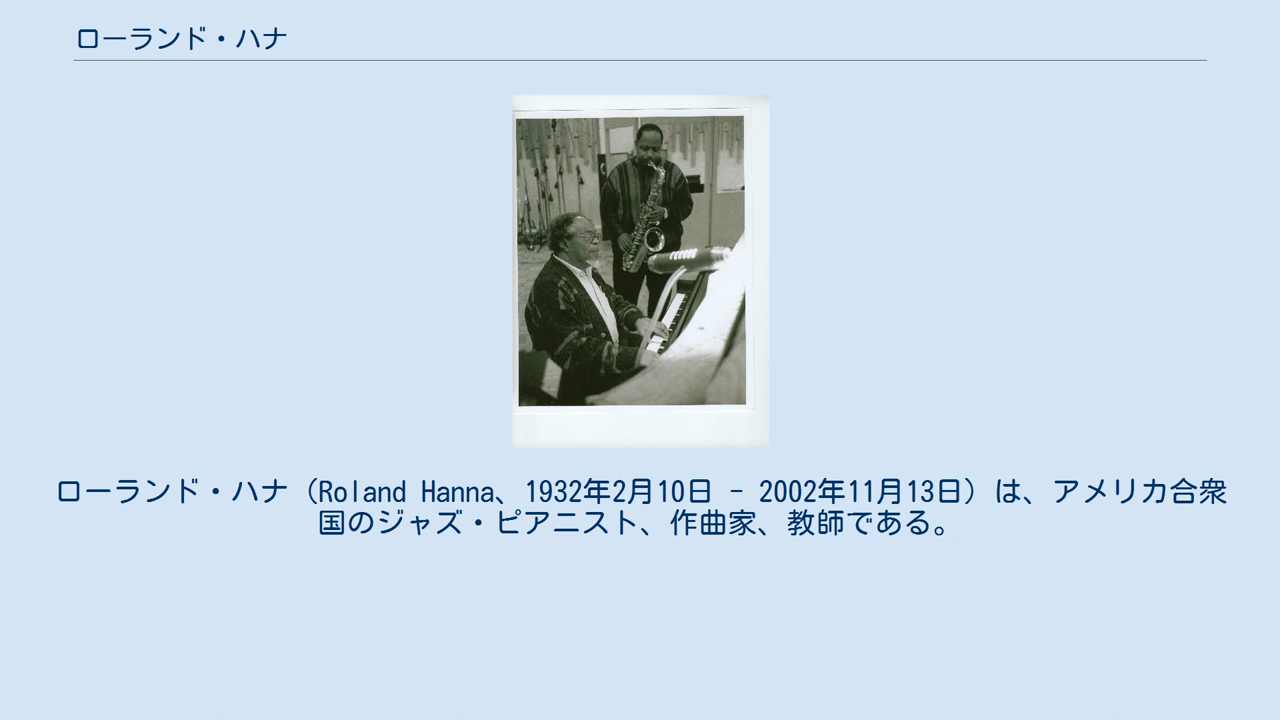 ローランド・ハナ
ローランド・ハナ（Roland Hanna、1932年2月10日 - 2002年11月13日）は、アメリカ合衆
国のジャズ・ピアニスト、作曲家、教師である。